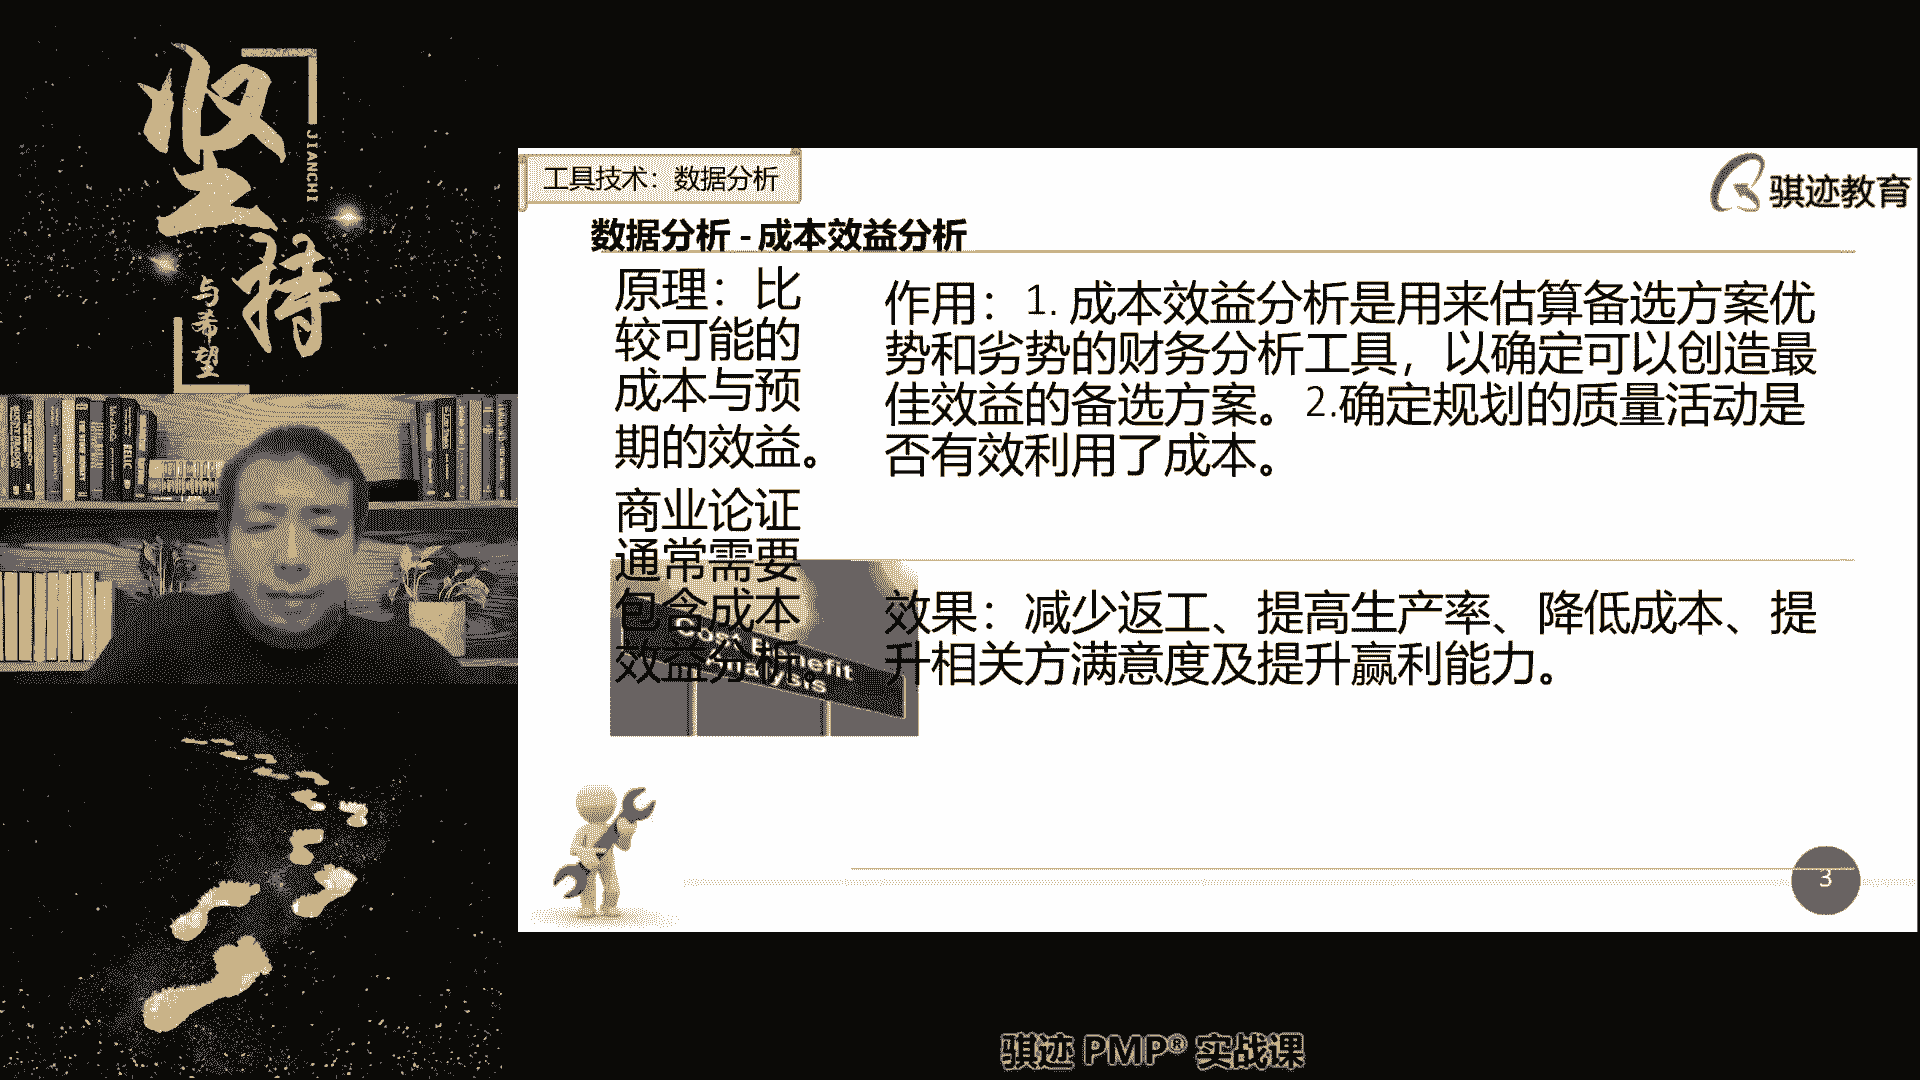 坚持
JIANCHI
与希望
工具技术：数据分析
骐迹教育
数据分析 - 成本效益分析
原理：比
较可能的
成本与预
期的效益。
商业论证
通常需要
包含成本
效益分析。
Cost Benefit
Analysis
作用：1. 成本效益分析是用来估算备选方案优
势和劣势的财务分析工具，以确定可以创造最
佳效益的备选方案。2.确定规划的质量活动是
否有效利用了成本。
效果：减少返工、提高生产率、降低成本、提
升相关方满意度及提升赢利能力。
3
骐迹 PMP® 实战课